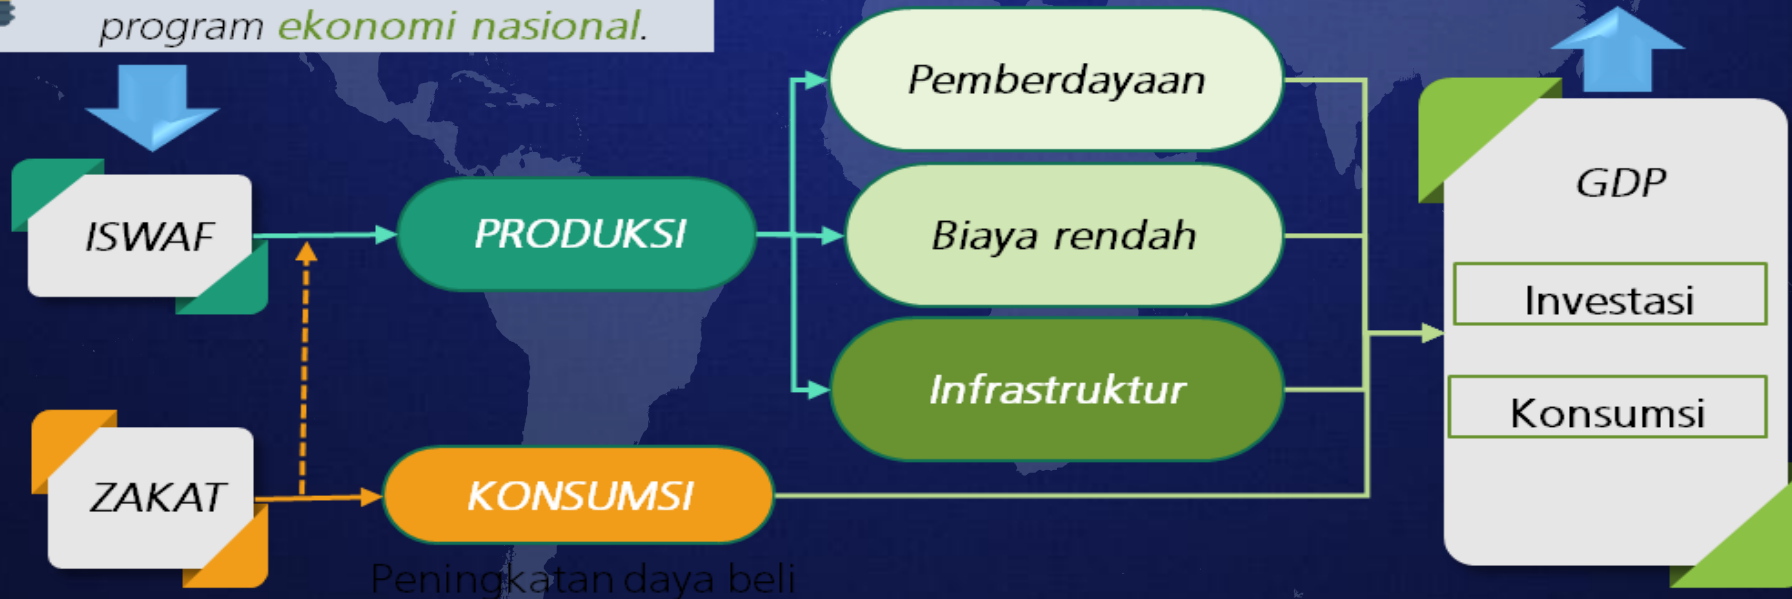 program ekonomi nasional.
ISWAF
PRODUKSI
Pemberdayaan
Biaya rendah
Infrastruktur
ZAKAT
KONSUMSI
Peningkatan daya beli
GDP
Investasi
Konsumsi